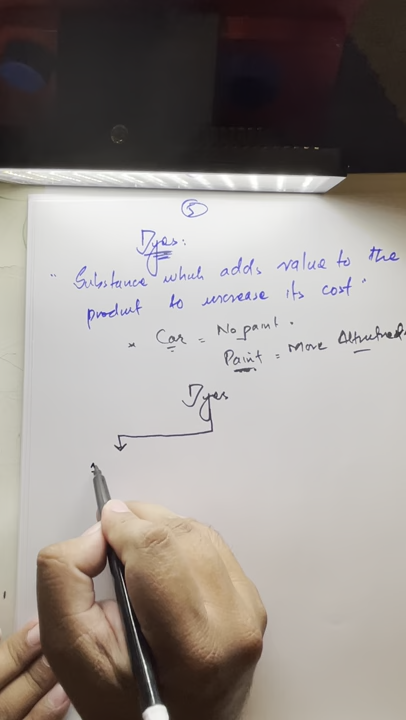 5
Dyes:
" Substance which adds value to the
product to increase its cost "
* Car = No paint.
Paint = More
Dyes